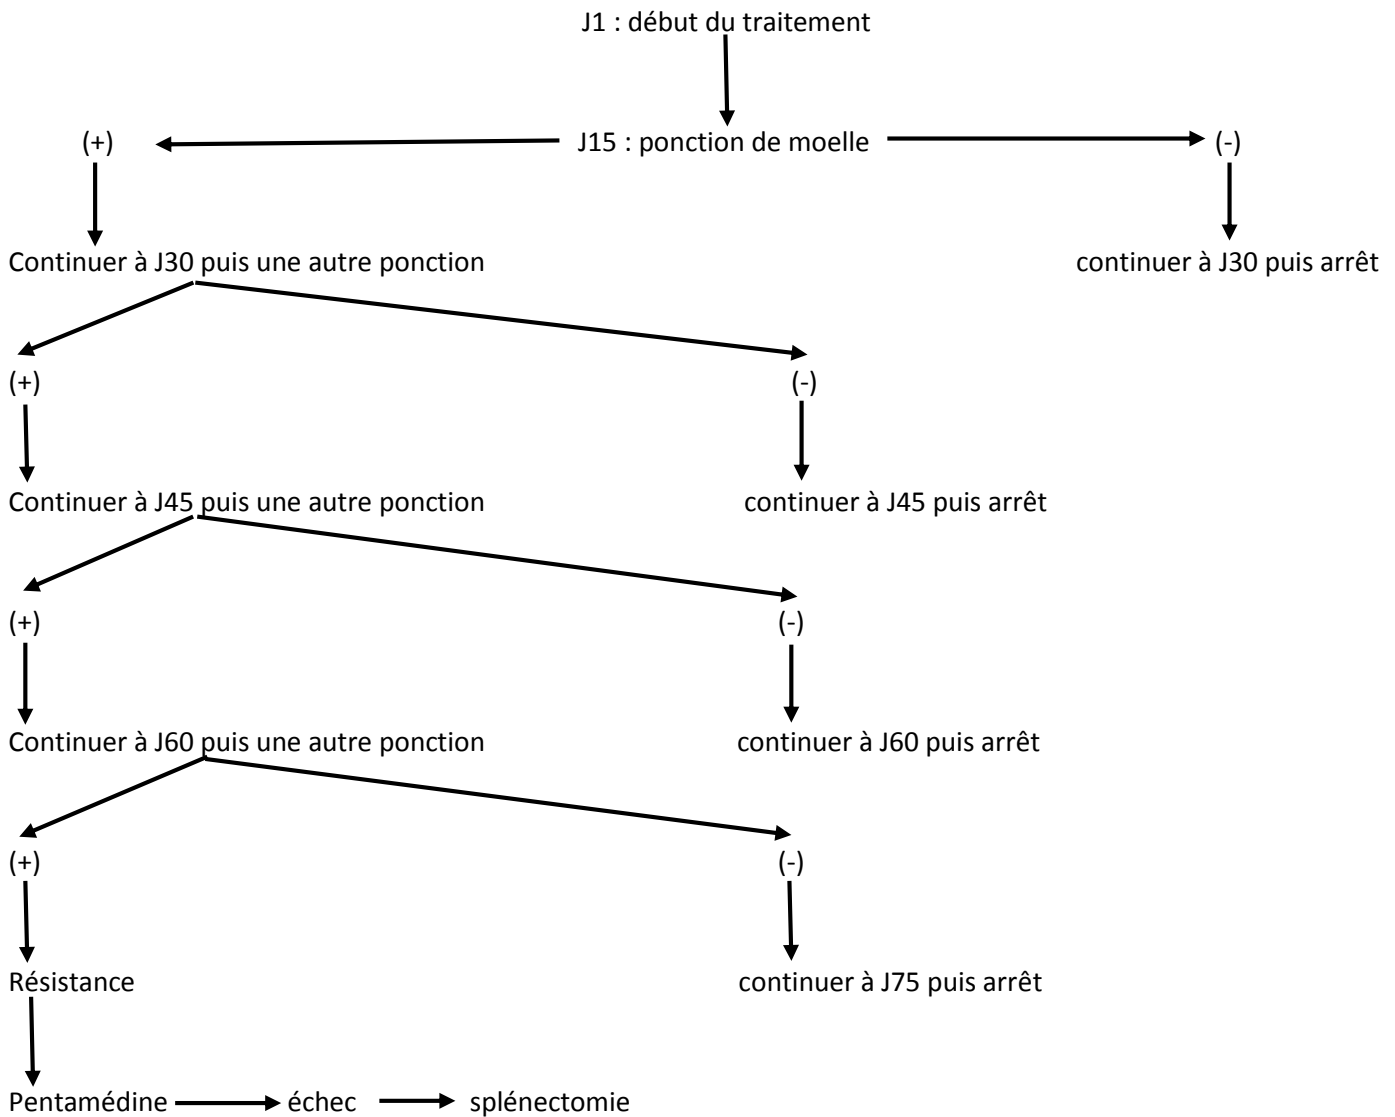 J1 : début du traitement
(+) J15 : ponction de moelle (-)
Continuer à J30 puis une autre ponction continuer à J30 puis arrêt
(+) (-)
Continuer à J45 puis une autre ponction continuer à J45 puis arrêt
(+) (-)
Continuer à J60 puis une autre ponction continuer à J60 puis arrêt
(+) (-)
Résistance continuer à J75 puis arrêt
Pentamédine échec splénectomie